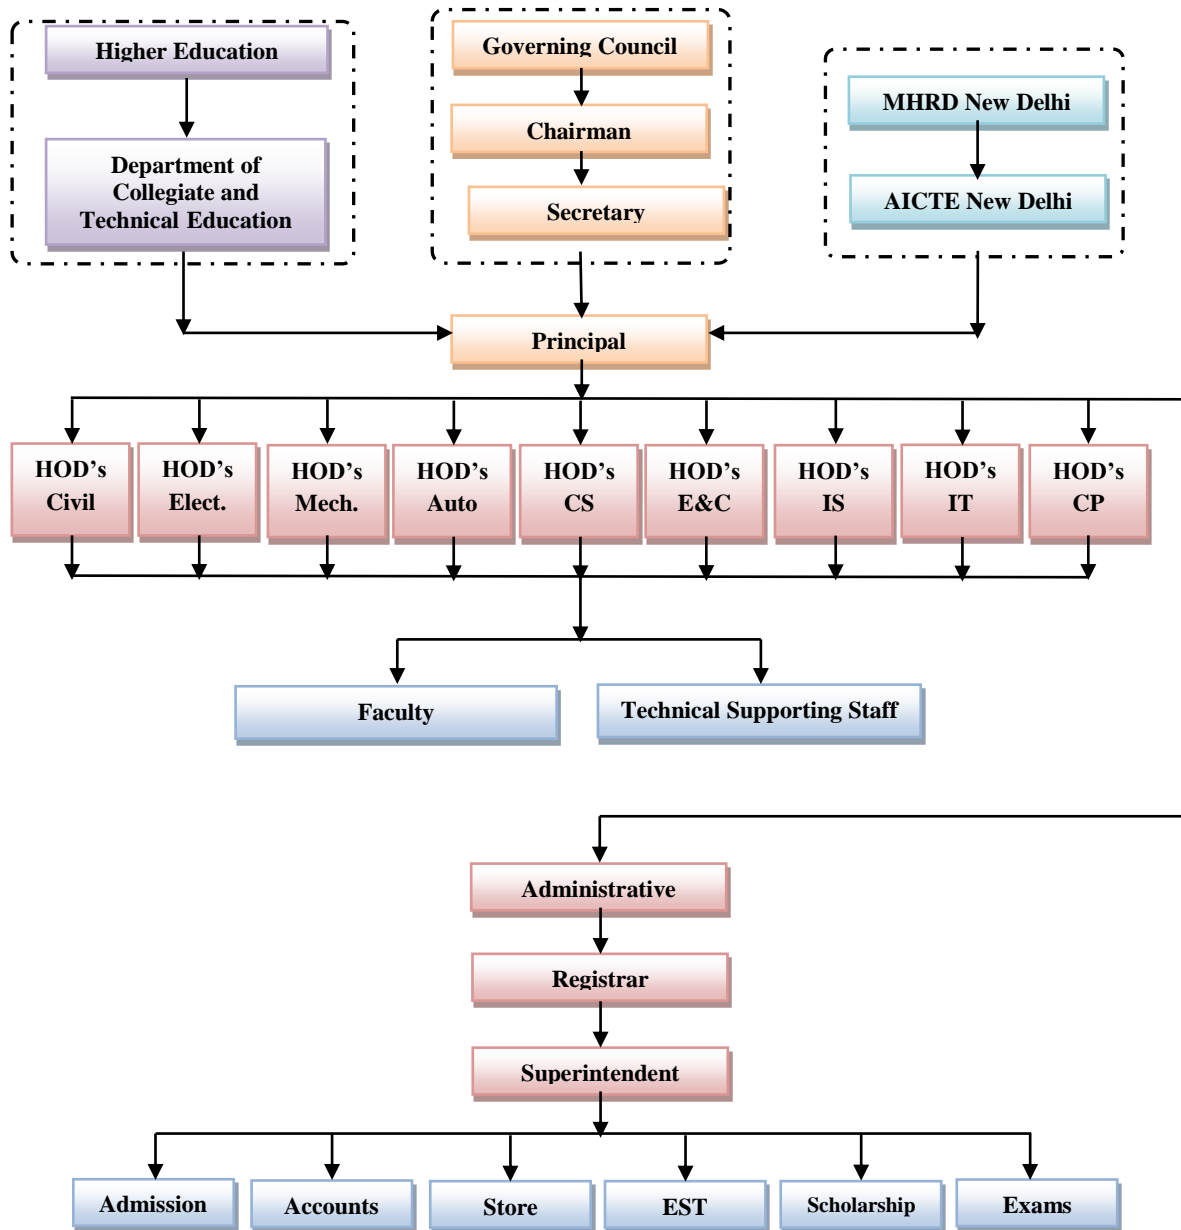 Higher Education
Department of
Collegiate and
Technical Education
Governing Council
Chairman
Secretary
MHRD New Delhi
AICTE New Delhi
Principal
HOD's
Civil
HOD's
Elect.
HOD's
Mech.
HOD's
Auto
HOD's
CS
HOD's
E&C
HOD's
IS
HOD's
IT
HOD's
CP
Faculty
Technical Supporting Staff
Administrative
Registrar
Superintendent
Admission
Accounts
Store
EST
Scholarship
Exams